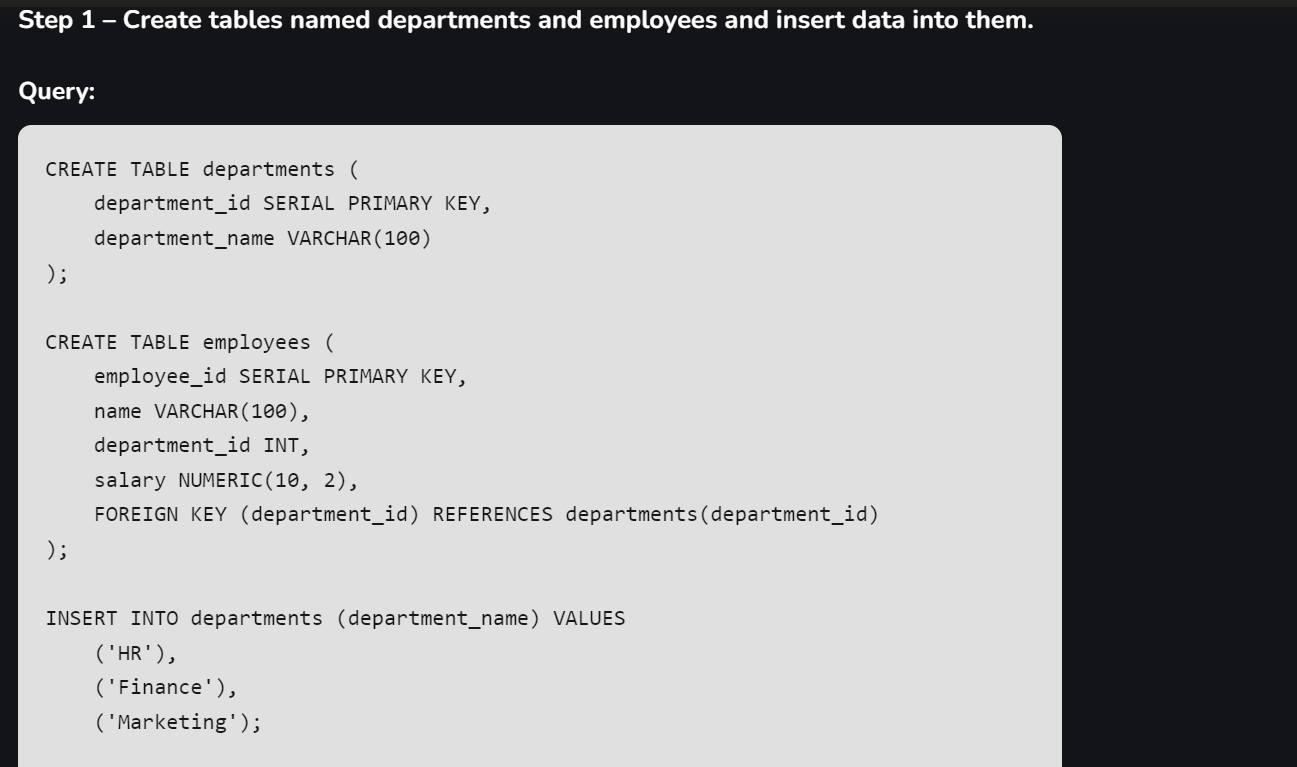 Step 1 – Create tables named departments and employees and insert data into them.
Query:
CREATE TABLE departments (
    department_id SERIAL PRIMARY KEY,
    department_name VARCHAR(100)
);
CREATE TABLE employees (
    employee_id SERIAL PRIMARY KEY,
    name VARCHAR(100),
    department_id INT,
    salary NUMERIC(10, 2),
    FOREIGN KEY (department_id) REFERENCES departments(department_id)
);
INSERT INTO departments (department_name) VALUES
    ('HR'),
    ('Finance'),
    ('Marketing');